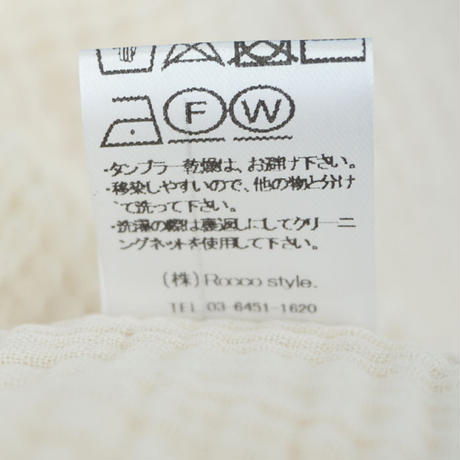 F W
・タンブラー乾燥は、お避け下さい。
・移染しやすいので、他の物と分け
て洗って下さい。
・洗濯の際は裏返しにしてクリーニ
ングネットを使用して下さい。
(株) Rocco style.
TEL 03-6451-1620